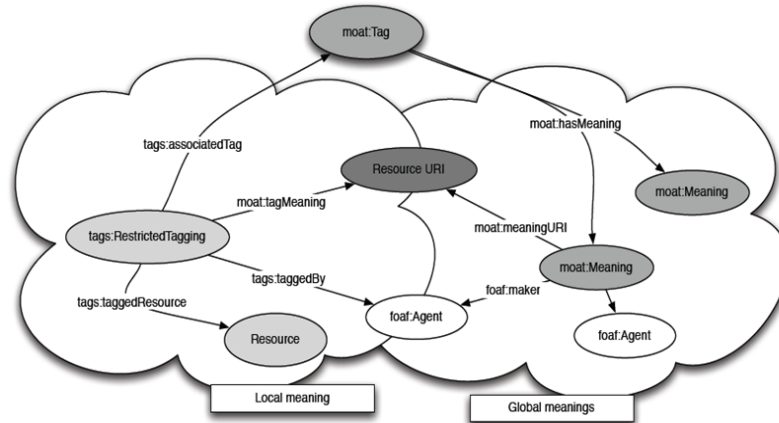 moat:Tag
moat:hasMeaning
tags:associatedTag
Resource URI
moat:Meaning
moat:tagMeaning
tags:RestrictedTagging
moat:meaningURI
moat:Meaning
tags:taggedBy
foaf:maker
tags:taggedResource
foaf:Agent
foaf:Agent
Resource
Local meaning
Global meanings